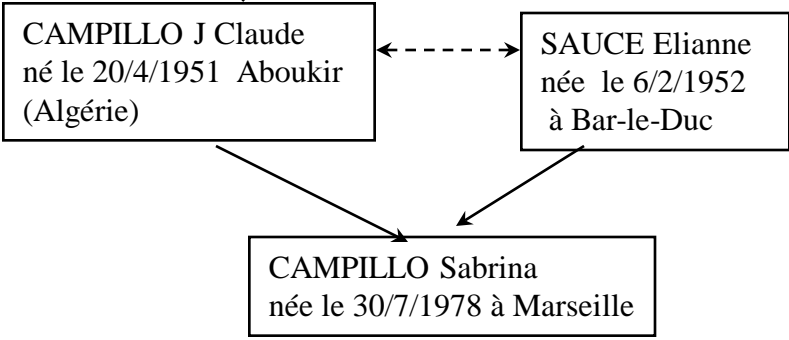 CAMPILLO J Claude
né le 20/4/1951 Aboukir
(Algérie)
SAUCE Elianne
née le 6/2/1952
à Bar-le-Duc
CAMPILLO Sabrina
née le 30/7/1978 à Marseille